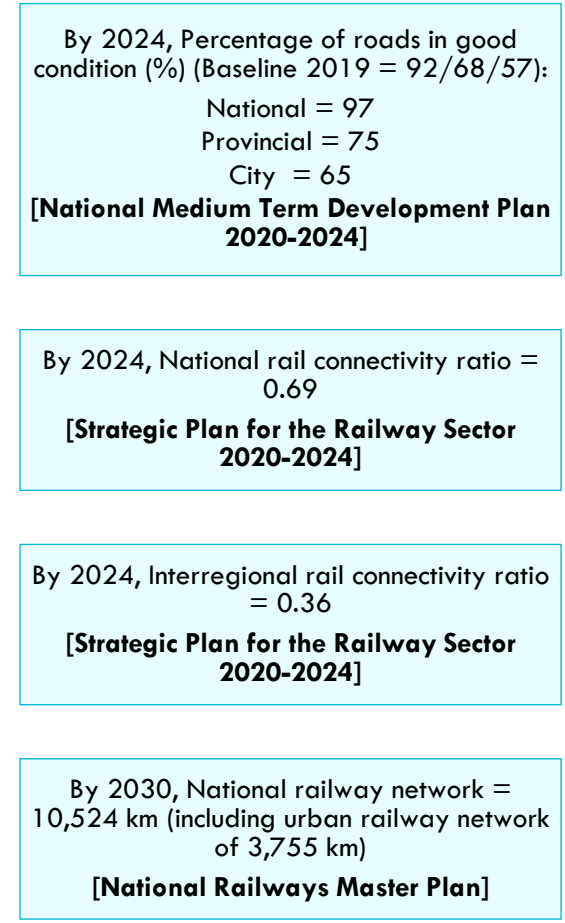 By 2024, Percentage of roads in good
condition (%) (Baseline 2019 = 92/68/57):
National = 97
Provincial = 75
City = 65
[National Medium Term Development Plan
2020-2024]
By 2024, National rail connectivity ratio =
0.69
[Strategic Plan for the Railway Sector
2020-2024]
By 2024, Interregional rail connectivity ratio
= 0.36
[Strategic Plan for the Railway Sector
2020-2024]
By 2030, National railway network =
10,524 km (including urban railway network
of 3,755 km)
[National Railways Master Plan]